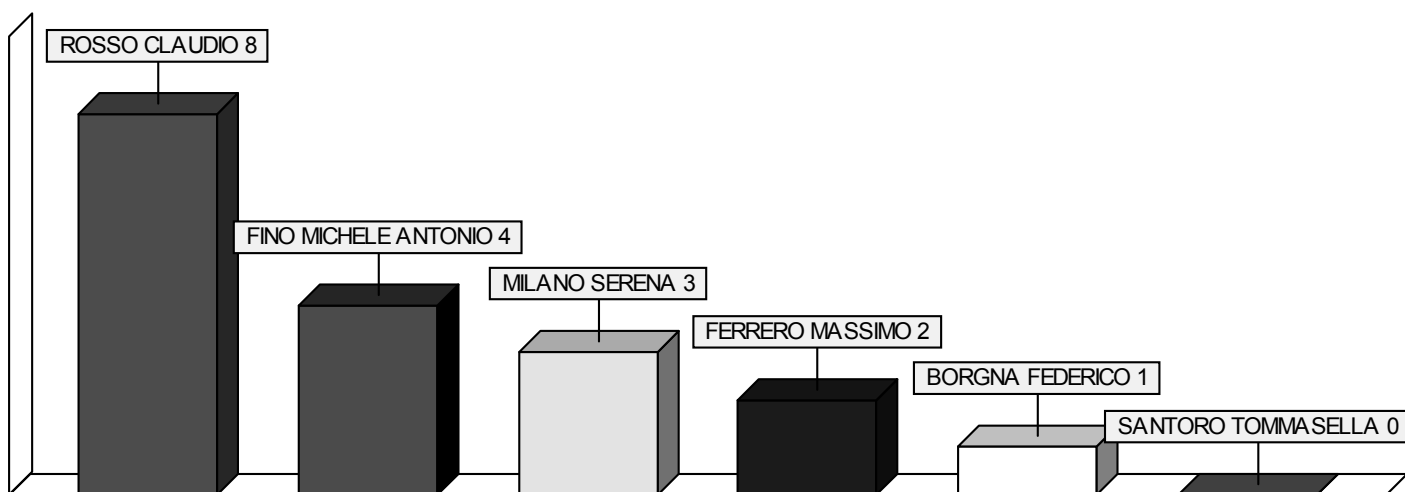 ROSSO CLAUDIO 8
FINO MICHELE ANTONIO 4
MILANO SERENA 3
FERRERO MASSIMO 2
BORGNA FEDERICO 1
SANTORO TOMMASELLA 0